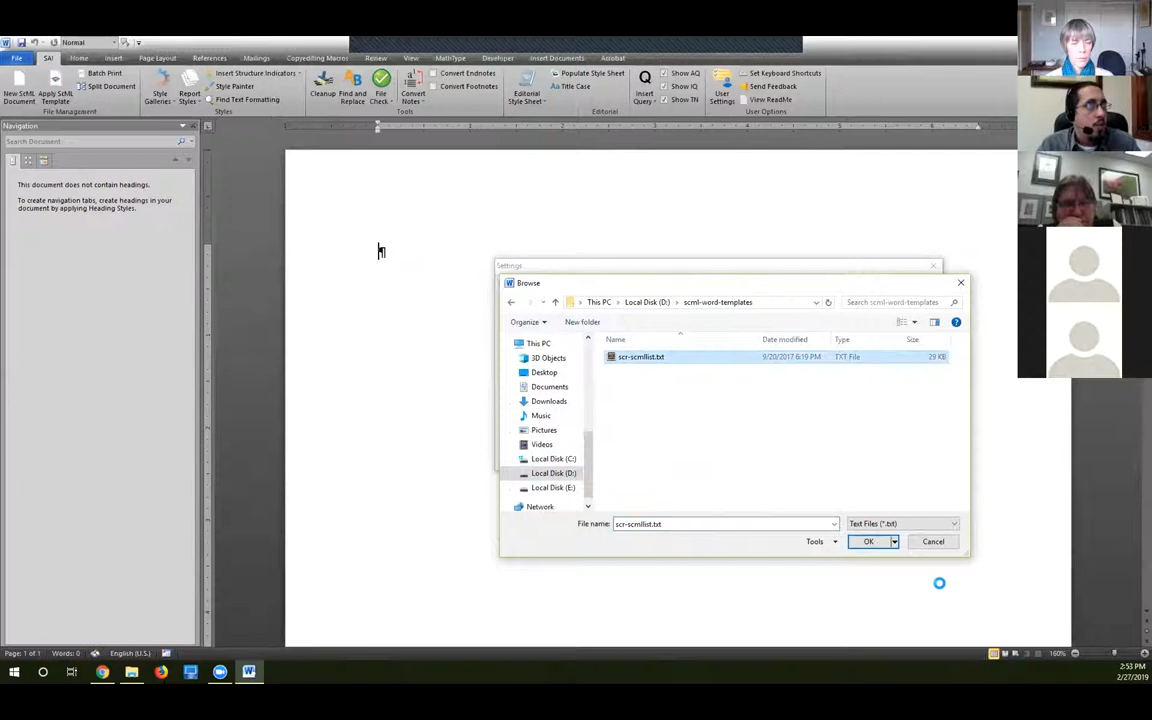 Normal
File SAI Home Insert Page Layout References Mailings Copyediting Macros Review View MathType Developer Insert Documents Acrobat
New ScML Document
Apply ScML Template
Batch Print
Split Document
File Management
Style Galleries
Report Styles
Insert Structure Indicators
Style Painter
Find Text Formatting
Styles
Cleanup
Find and Replace
File Check
Convert Notes
Convert Endnotes
Convert Footnotes
Tools
Editorial Style Sheet
Populate Style Sheet
Title Case
Insert Query
Show AQ
Show IQ
Show TN
Editorial
User Settings
Set Keyboard Shortcuts
Send Feedback
View ReadMe
User Options
Navigation
Search Document
This document does not contain headings.
To create navigation tabs, create headings in your
document by applying Heading Styles.
¶
Settings
Browse
This PC Local Disk (D:) scml-word-templates
Search scml-word-templates
Organize New folder
Name Date modified Type Size
scr-scmllist.txt 9/20/2017 6:19 PM TXT File 29 KB
This PC
3D Objects
Desktop
Documents
Downloads
Music
Pictures
Videos
Local Disk (C:)
Local Disk (D:)
Local Disk (E:)
Network
File name: scr-scmllist.txt Text Files (*.txt)
Tools OK Cancel
Page: 1 of 1 Words: 0 English (U.S.) 160%
2:53 PM
2/27/2019